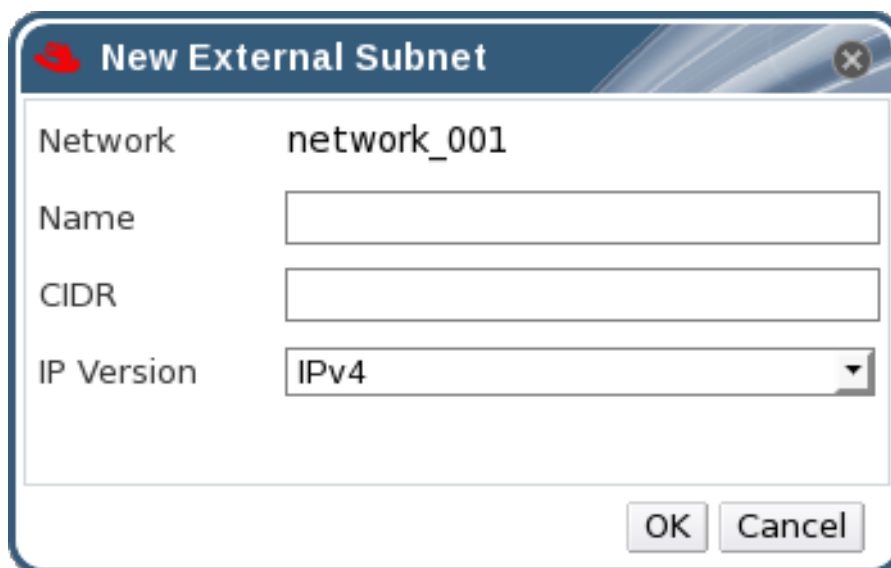 New External Subnet
Network network_001
Name
CIDR
IP Version IPv4
OK Cancel